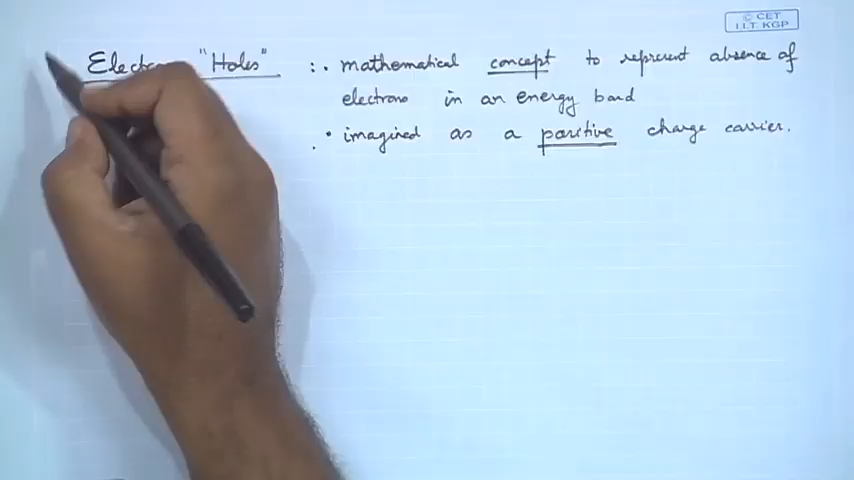 © CET
I.I.T. KGP
"Holes" :• mathematical concept to represent absence of
electrons in an energy band
• imagined as a positive charge carrier.